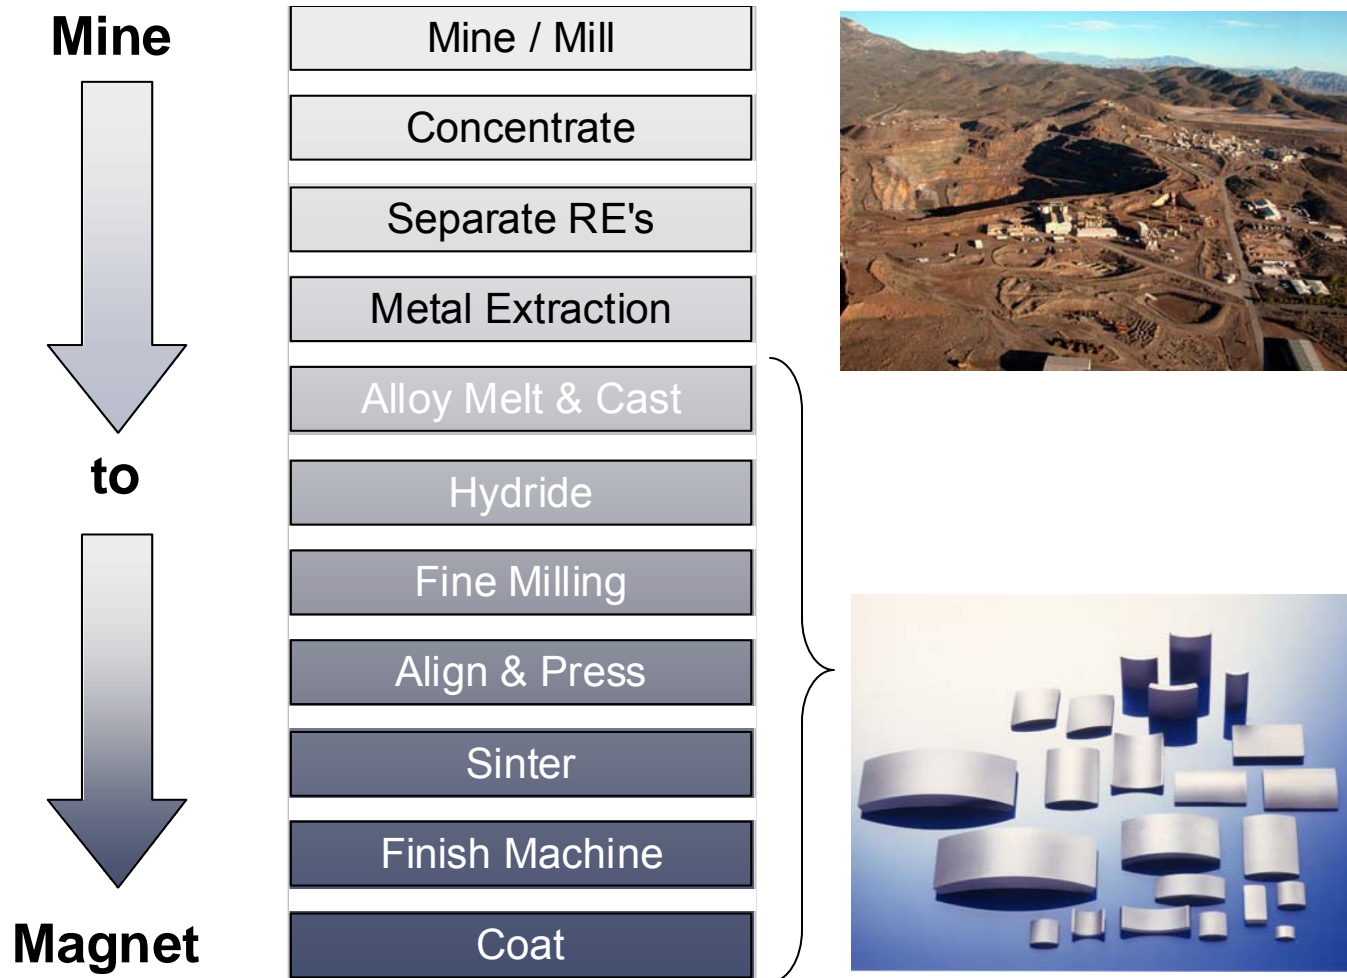 Mine
to
Magnet
Mine / Mill
Concentrate
Separate RE's
Metal Extraction
Alloy Melt & Cast
Hydride
Fine Milling
Align & Press
Sinter
Finish Machine
Coat